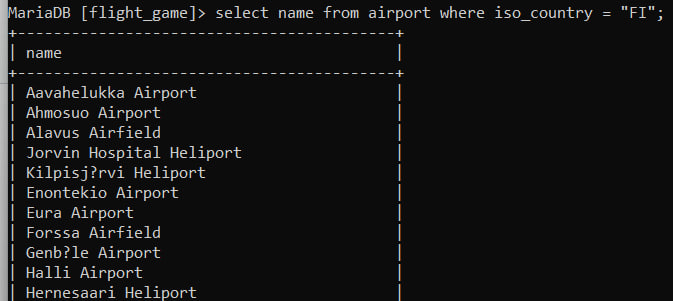 MariaDB [flight_game]> select name from airport where iso_country = "FI";
+----------------------------------------+
| name                                   |
+----------------------------------------+
| Aavahelukka Airport                    |
| Ahmosuo Airport                        |
| Alavus Airfield                        |
| Jorvin Hospital Heliport               |
| Kilpisj?rvi Heliport                   |
| Enontekio Airport                      |
| Eura Airport                           |
| Forssa Airfield                        |
| Genb?le Airport                        |
| Halli Airport                          |
| Hernesaari Heliport                    |